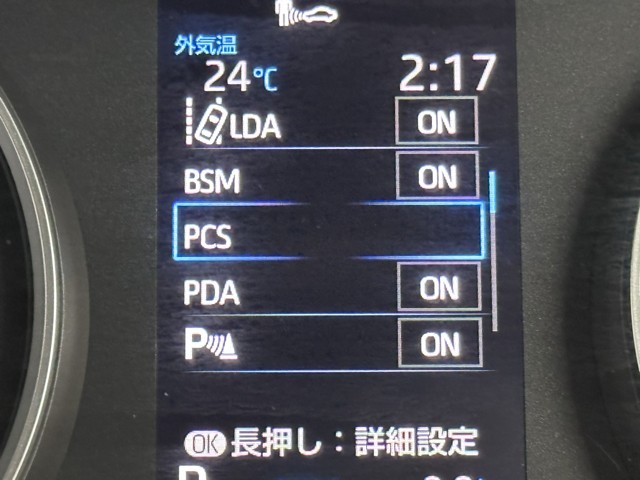 外気温
24℃ 2:17
LDA ON
BSM ON
PCS
PDA ON
P ON
OK 長押し：詳細設定